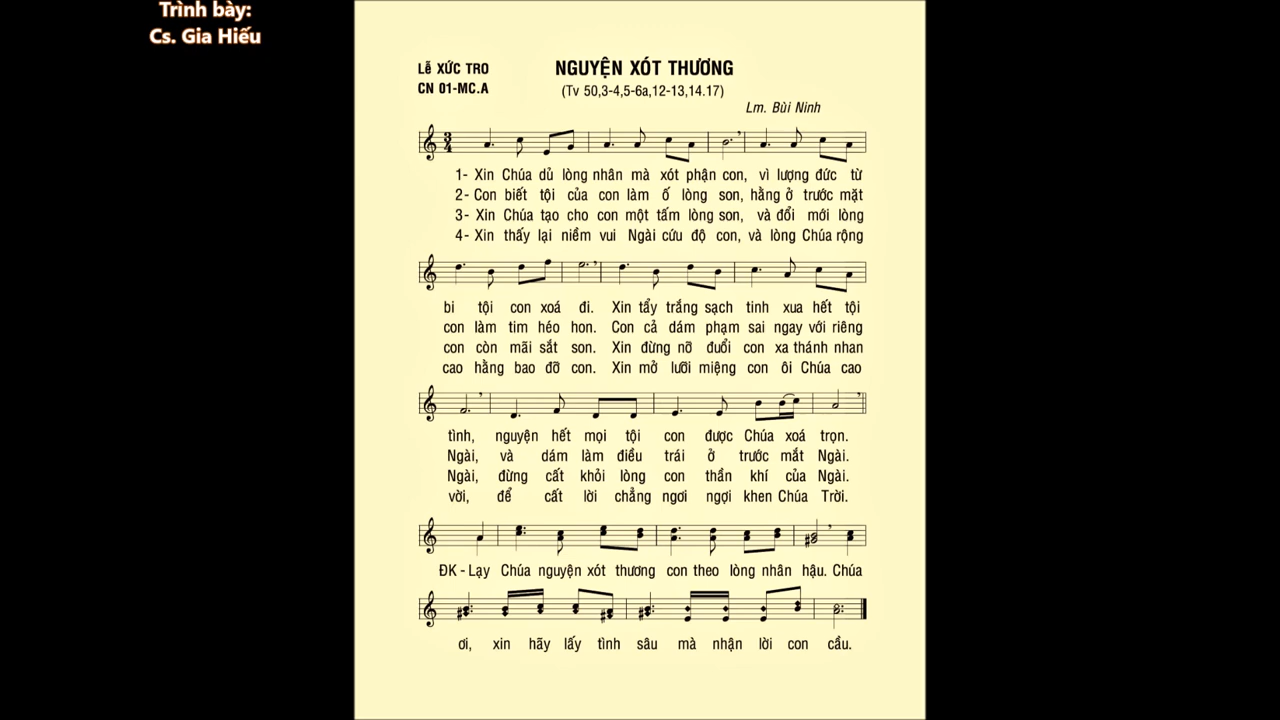 Trình bày:
Cs. Gia Hiếu
LỄ XỨC TRO
CN 01-MC.A
NGUYỆN XÓT THƯƠNG
(Tv 50,3-4,5-6a,12-13,14.17)
Lm. Bùi Ninh
3
4
1- Xin Chúa dủ lòng nhân mà xót phận con, vì lượng đức từ
2- Con biết tội của con làm ố lòng son, hằng ở trước mặt
3- Xin Chúa tạo cho con một tấm lòng son, và đổi mới lòng
4- Xin thấy lại niềm vui Ngài cứu độ con, và lòng Chúa rộng
bi tội con xoá đi. Xin tẩy trắng sạch tinh xua hết tội
con làm tim héo hon. Con cả dám phạm sai ngay với riêng
con còn mãi sắt son. Xin đừng nỡ đuổi con xa thánh nhan
cao hằng bao đỡ con. Xin mở lưỡi miệng con ôi Chúa cao
tình, nguyện hết mọi tội con được Chúa xoá trọn.
Ngài, và dám làm điều trái ở trước mắt Ngài.
Ngài, đừng cất khỏi lòng con thần khí của Ngài.
vời, để cất lời chẳng ngơi ngợi khen Chúa Trời.
ĐK - Lạy Chúa nguyện xót thương con theo lòng nhân hậu. Chúa
ơi, xin hãy lấy tình sâu mà nhận lời con cầu.